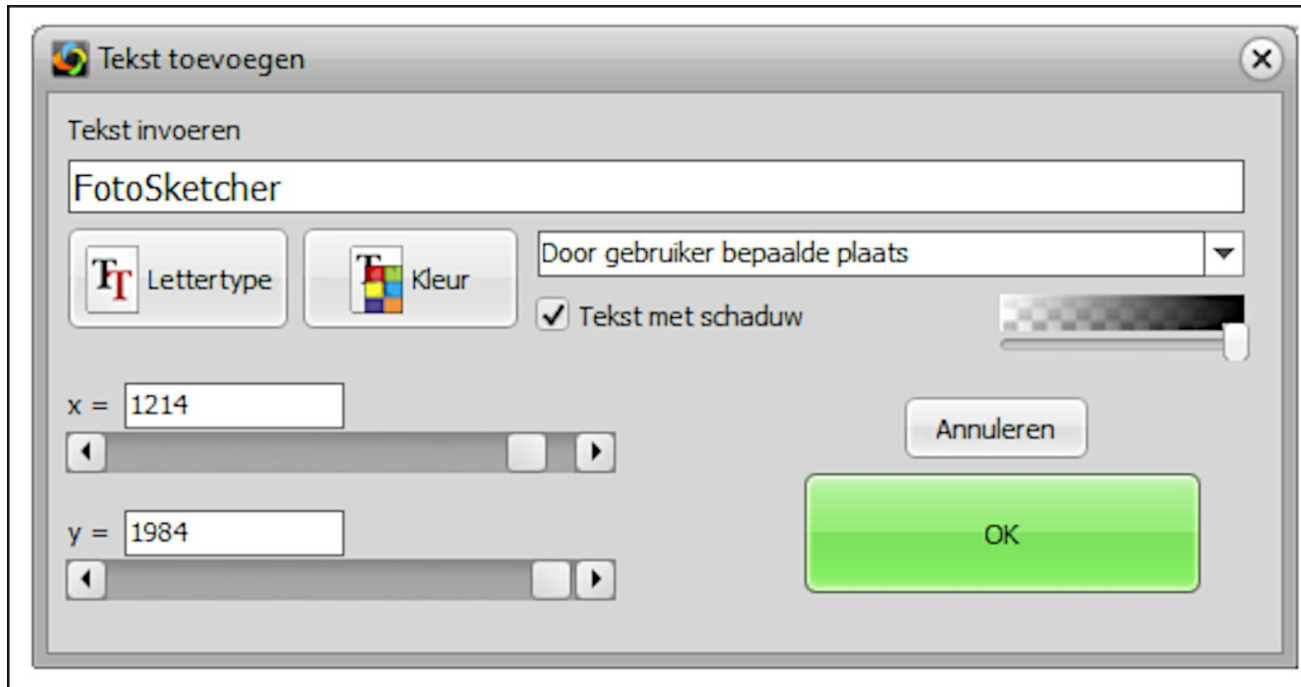 Tekst toevoegen
Tekst invoeren
FotoSketcher
Lettertype
Kleur
Door gebruiker bepaalde plaats
Tekst met schaduw
x = 1214
Annuleren
y = 1984
OK